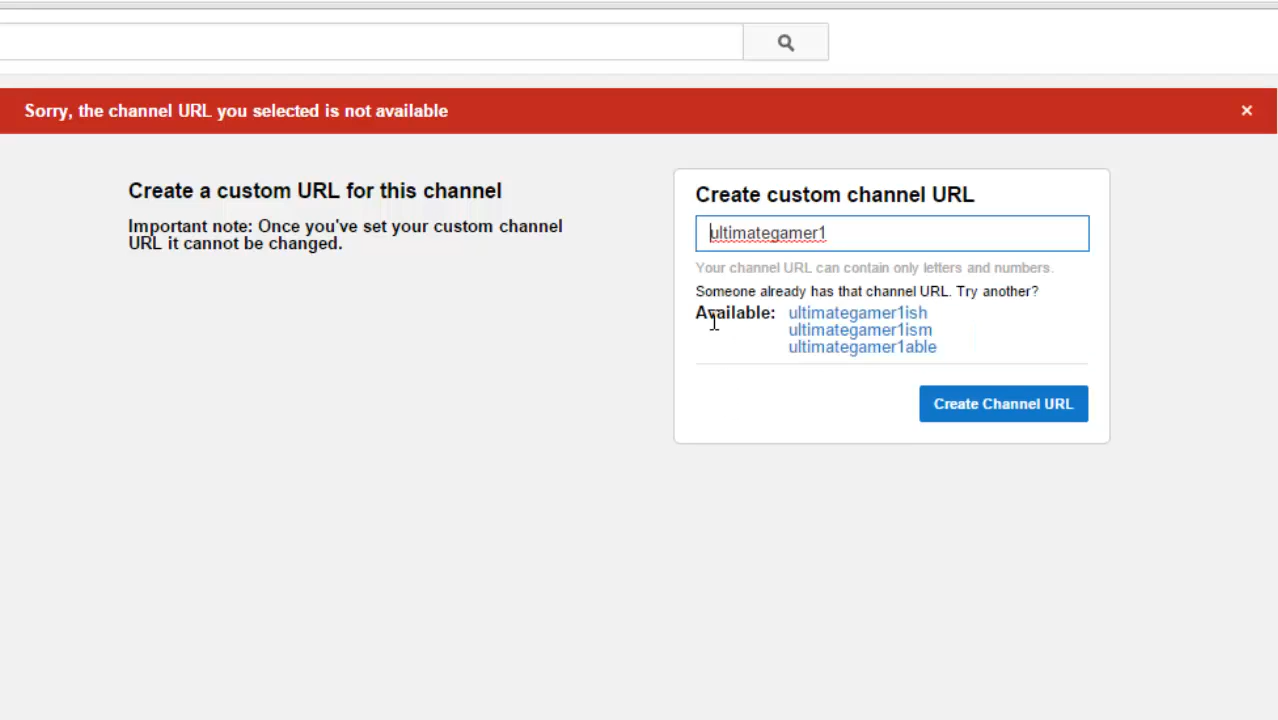 Sorry, the channel URL you selected is not available
×
Create a custom URL for this channel
Important note: Once you've set your custom channel
URL it cannot be changed.
Create custom channel URL
ultimategamer1
Your channel URL can contain only letters and numbers.
Someone already has that channel URL. Try another?
Available: ultimategamer1ish
ultimategamer1ism
ultimategamer1able
Create Channel URL